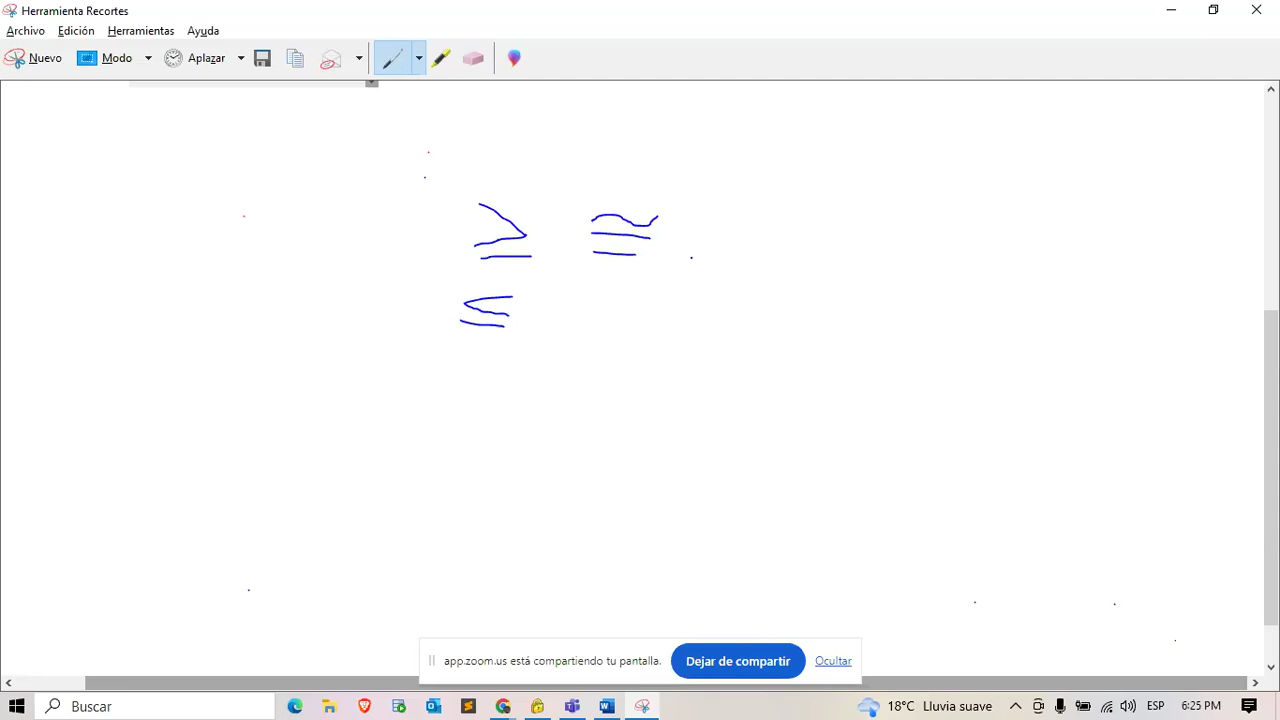 Herramienta Recortes
Archivo Edición Herramientas Ayuda
Nuevo Modo Aplazar
≥ ≅
≤
app.zoom.us está compartiendo tu pantalla. Dejar de compartir Ocultar
Buscar 18°C Lluvia suave ESP 6:25 PM